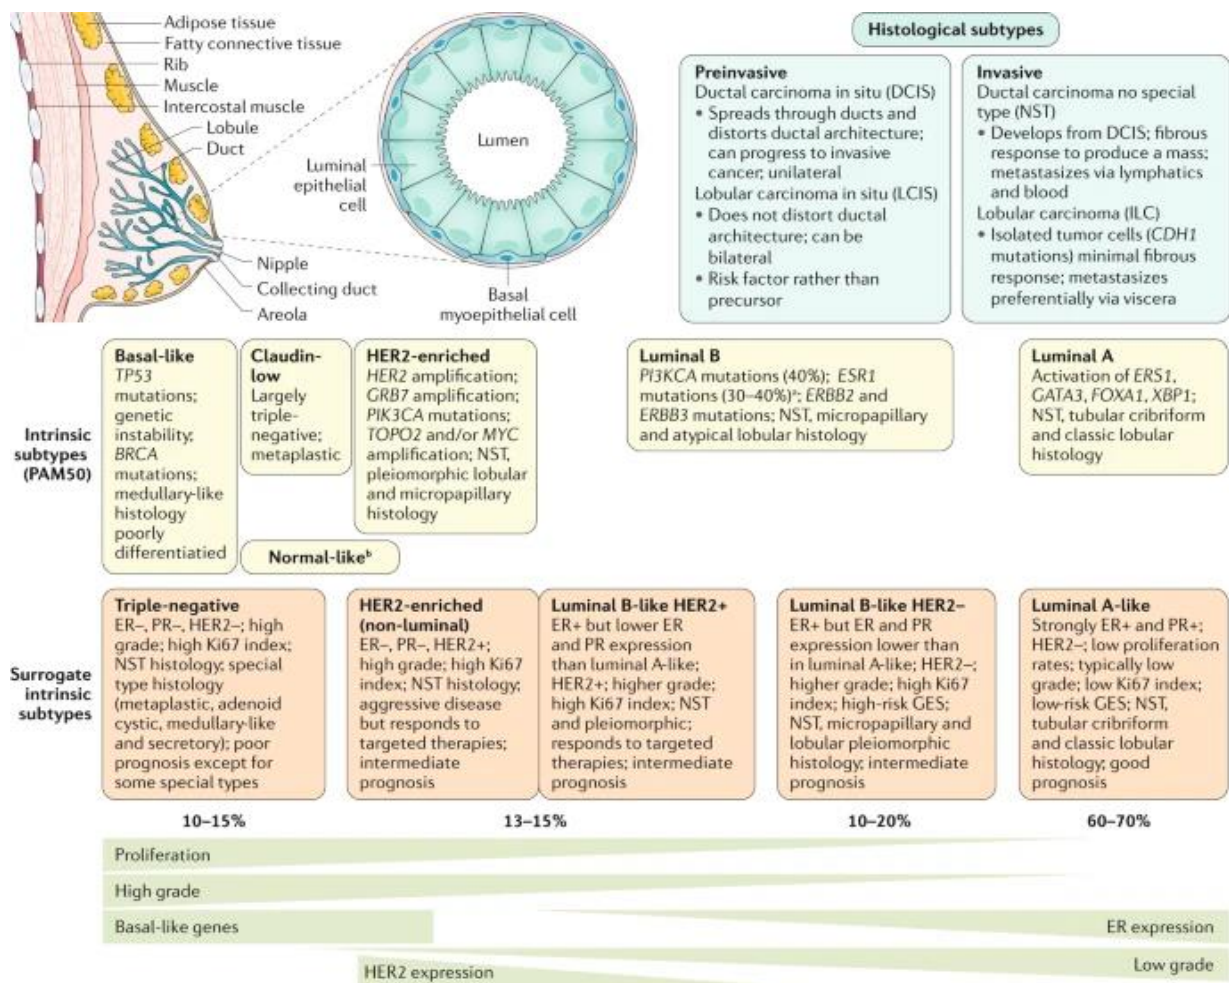 Adipose tissue
Fatty connective tissue
Rib
Muscle
Intercostal muscle
Lobule
Duct
Nipple
Collecting duct
Areola
Luminal
epithelial
cell
Lumen
Basal
myoepithelial cell
Histological subtypes
Preinvasive
Ductal carcinoma in situ (DCIS)
• Spreads through ducts and
distorts ductal architecture;
can progress to invasive
cancer; unilateral
Lobular carcinoma in situ (LCIS)
• Does not distort ductal
architecture; can be
bilateral
• Risk factor rather than
precursor
Invasive
Ductal carcinoma no special
type (NST)
• Develops from DCIS; fibrous
response to produce a mass;
metastasizes via lymphatics
and blood
Lobular carcinoma (ILC)
• Isolated tumor cells (CDH1
mutations) minimal fibrous
response; metastasizes
preferentially via viscera
Intrinsic
subtypes
(PAM50)
Basal-like
TP53
mutations;
genetic
instability;
BRCA
mutations;
medullary-like
histology
poorly
differentiatied
Claudin-
low
Largely
triple-
negative;
metaplastic
HER2-enriched
HER2 amplification;
GRB7 amplification;
PIK3CA mutations;
TOPO2 and/or MYC
amplification; NST,
pleiomorphic lobular
and micropapillary
histology
Normal-likeᵇ
Luminal B
PI3KCA mutations (40%); ESR1
mutations (30–40%)ᵃ; ERBB2 and
ERBB3 mutations; NST, micropapillary
and atypical lobular histology
Luminal A
Activation of ERS1,
GATA3, FOXA1, XBP1;
NST, tubular cribriform
and classic lobular
histology
Surrogate
intrinsic
subtypes
Triple-negative
ER–, PR–, HER2–; high
grade; high Ki67 index;
NST histology; special
type histology
(metaplastic, adenoid
cystic, medullary-like
and secretory); poor
prognosis except for
some special types
HER2-enriched
(non-luminal)
ER–, PR–, HER2+;
high grade; high Ki67
index; NST histology;
aggressive disease
but responds to
targeted therapies;
intermediate
prognosis
Luminal B-like HER2+
ER+ but lower ER
and PR expression
than luminal A-like;
HER2+; higher grade;
high Ki67 index; NST
and pleiomorphic;
responds to targeted
therapies; intermediate
prognosis
Luminal B-like HER2–
ER+ but ER and PR
expression lower than
in luminal A-like; HER2–;
higher grade; high Ki67
index; high-risk GES;
NST, micropapillary and
lobular pleiomorphic
histology; intermediate
prognosis
Luminal A-like
Strongly ER+ and PR+;
HER2–; low proliferation
rates; typically low
grade; low Ki67 index;
low-risk GES; NST,
tubular cribriform
and classic lobular
histology; good
prognosis
10–15%
13–15%
10–20%
60–70%
Proliferation
High grade
Basal-like genes
ER expression
Low grade
HER2 expression